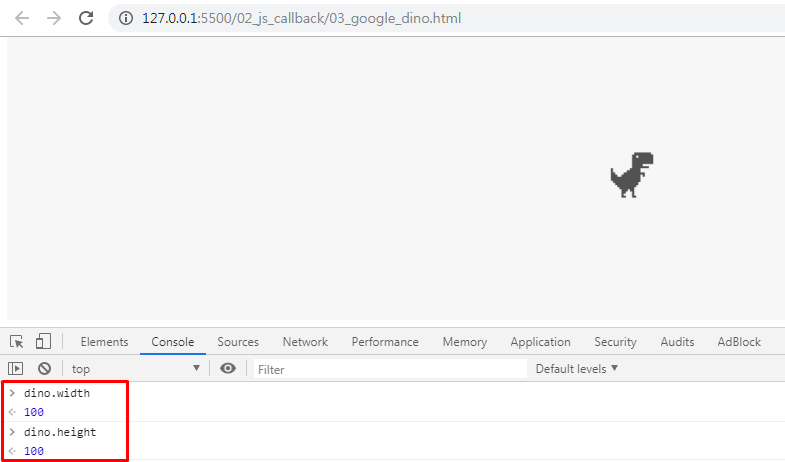 127.0.0.1:5500/02_js_callback/03_google_dino.html
Elements Console Sources Network Performance Memory Application Security Audits AdBlock
top Filter Default levels ▼
> dino.width
100
> dino.height
100